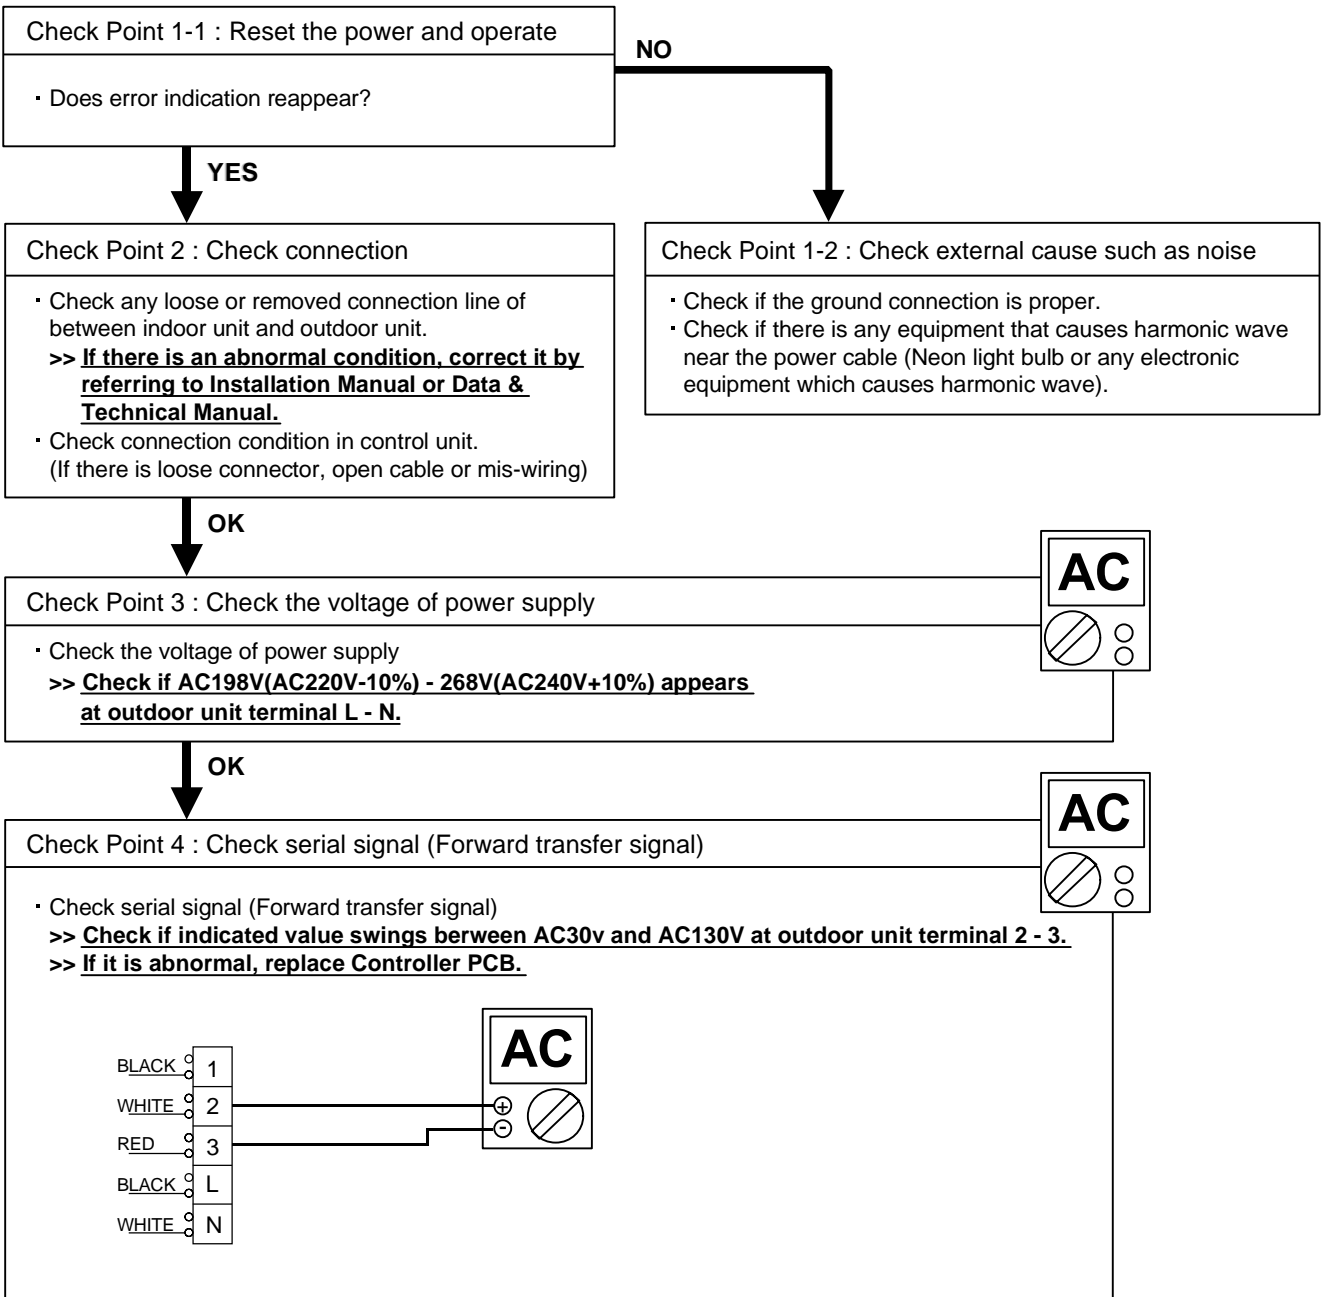 Check Point 1-1 : Reset the power and operate
· Does error indication reappear?
NO
YES
Check Point 2 : Check connection
· Check any loose or removed connection line of
between indoor unit and outdoor unit.
>> If there is an abnormal condition, correct it by
referring to Installation Manual or Data &
Technical Manual.
· Check connection condition in control unit.
(If there is loose connector, open cable or mis-wiring)
Check Point 1-2 : Check external cause such as noise
· Check if the ground connection is proper.
· Check if there is any equipment that causes harmonic wave
near the power cable (Neon light bulb or any electronic
equipment which causes harmonic wave).
OK
AC
Check Point 3 : Check the voltage of power supply
· Check the voltage of power supply
>> Check if AC198V(AC220V-10%) - 268V(AC240V+10%) appears
at outdoor unit terminal L - N.
OK
AC
Check Point 4 : Check serial signal (Forward transfer signal)
· Check serial signal (Forward transfer signal)
>> Check if indicated value swings berween AC30v and AC130V at outdoor unit terminal 2 - 3.
>> If it is abnormal, replace Controller PCB.
AC
+
-
BLACK 1
WHITE 2
RED 3
BLACK L
WHITE N